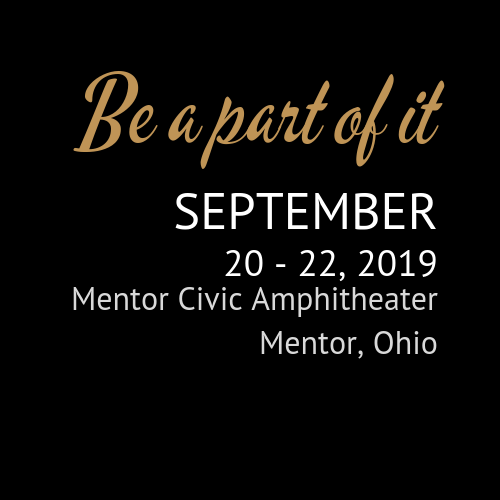 Be a part of it
SEPTEMBER
20 - 22, 2019
Mentor Civic Amphitheater
Mentor, Ohio